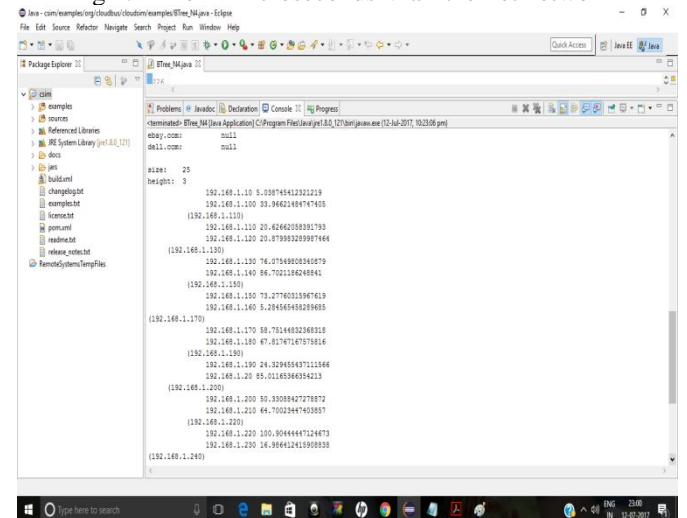 Java - csim/examples/org/cloudbus/cloudsim/examples/BTree_N4.java - Eclipse
File Edit Source Refactor Navigate Search Project Run Window Help
Quick Access
Java EE
Java
Package Explorer
BTree_N4.java
csim
examples
sources
Referenced Libraries
JRE System Library [jre1.8.0_121]
docs
jars
build.xml
changelog.txt
examples.txt
license.txt
pom.xml
readme.txt
release_notes.txt
RemoteSystemsTempFiles
Problems Javadoc Declaration Console Progress
<terminated> BTree_N4 [Java Application] C:\Program Files\Java\jre1.8.0_121\bin\javaw.exe (12-Jul-2017, 10:23:06 pm)
ebay.com: null
dell.com: null
size: 25
height: 3
192.168.1.10 5.038745412321219
192.168.1.100 33.96621484747405
(192.168.1.110)
192.168.1.110 20.62662058391793
192.168.1.120 20.879983289987464
(192.168.1.130)
192.168.1.130 76.07549808340879
192.168.1.140 86.7021186248841
(192.168.1.150)
192.168.1.150 73.27760315967619
192.168.1.160 5.284565458289685
(192.168.1.170)
192.168.1.170 58.75144832368318
192.168.1.180 67.81767167575816
(192.168.1.190)
192.168.1.190 24.329455437111566
192.168.1.20 85.01165366354213
(192.168.1.200)
192.168.1.200 50.33088427278872
192.168.1.210 64.70023447403857
(192.168.1.220)
192.168.1.220 100.90444447124673
192.168.1.230 16.986412415908838
(192.168.1.240)
Type here to search
ENG 23:00
IN 12-07-2017